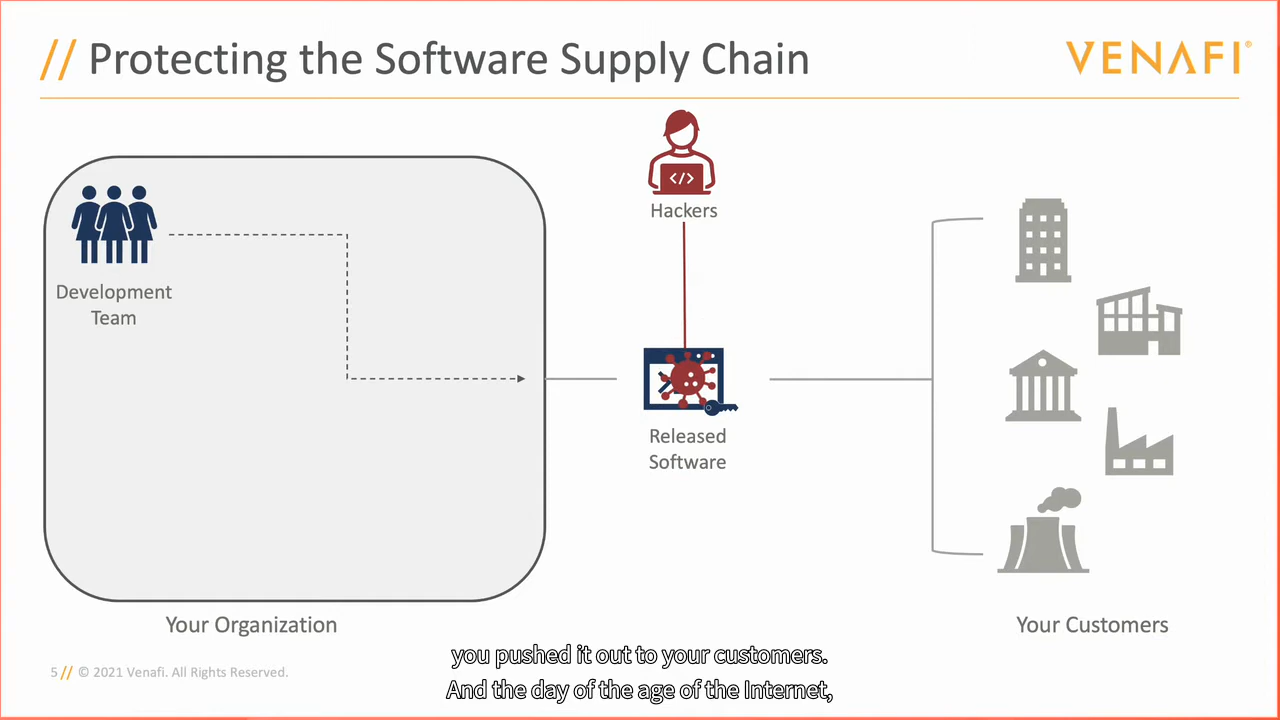 // Protecting the Software Supply Chain
VENAFI®
Hackers
</>
Development
Team
Released
Software
Your Organization
Your Customers
5 // © 2021 Venafi. All Rights Reserved.
you pushed it out to your customers.
And the day of the age of the Internet,